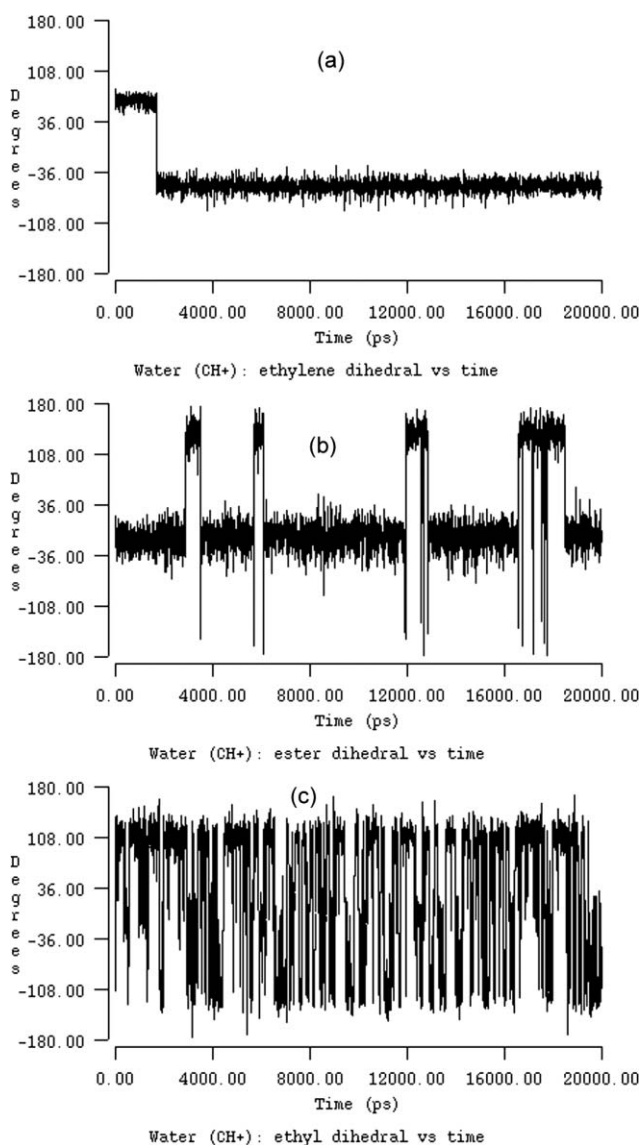 (a)
180.00
108.00
36.00
-36.00
-108.00
-180.00
Degrees
0.00 4000.00 8000.00 12000.00 16000.00 20000.00
Time (ps)
Water (CH+): ethylene dihedral vs time
(b)
180.00
108.00
36.00
-36.00
-108.00
-180.00
Degrees
0.00 4000.00 8000.00 12000.00 16000.00 20000.00
Time (ps)
Water (CH+): ester dihedral vs time
(c)
180.00
108.00
36.00
-36.00
-108.00
-180.00
Degrees
0.00 4000.00 8000.00 12000.00 16000.00 20000.00
Time (ps)
Water (CH+): ethyl dihedral vs time